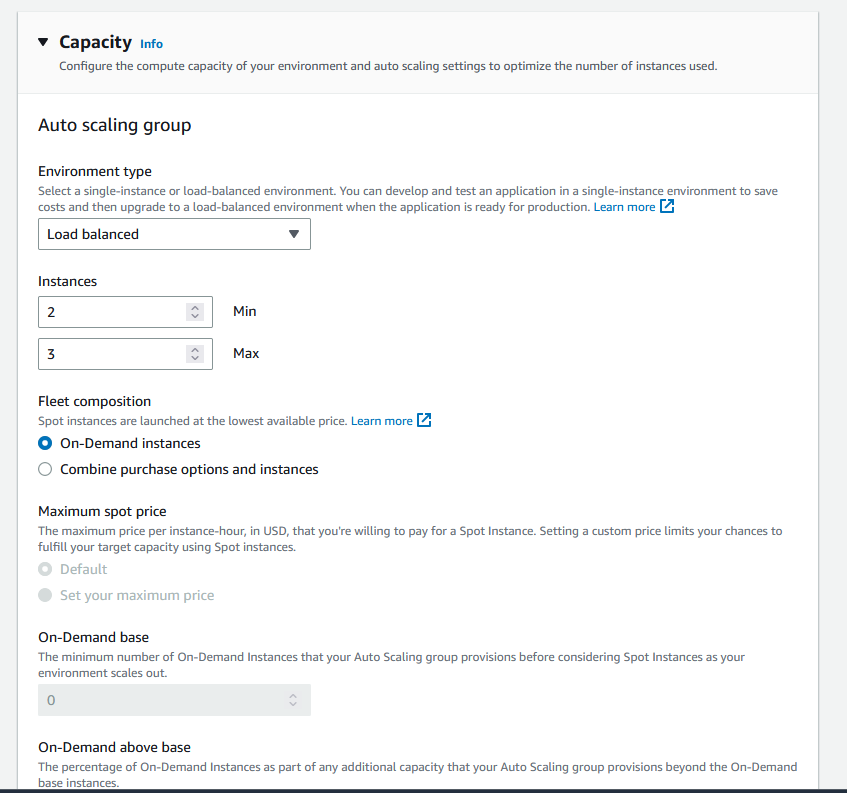 Capacity Info
Configure the compute capacity of your environment and auto scaling settings to optimize the number of instances used.
Auto scaling group
Environment type
Select a single-instance or load-balanced environment. You can develop and test an application in a single-instance environment to save
costs and then upgrade to a load-balanced environment when the application is ready for production. Learn more
Load balanced
Instances
2 Min
3 Max
Fleet composition
Spot instances are launched at the lowest available price. Learn more
On-Demand instances
Combine purchase options and instances
Maximum spot price
The maximum price per instance-hour, in USD, that you're willing to pay for a Spot Instance. Setting a custom price limits your chances to
fulfill your target capacity using Spot instances.
Default
Set your maximum price
On-Demand base
The minimum number of On-Demand Instances that your Auto Scaling group provisions before considering Spot Instances as your
environment scales out.
0
On-Demand above base
The percentage of On-Demand Instances as part of any additional capacity that your Auto Scaling group provisions beyond the On-Demand
base instances.